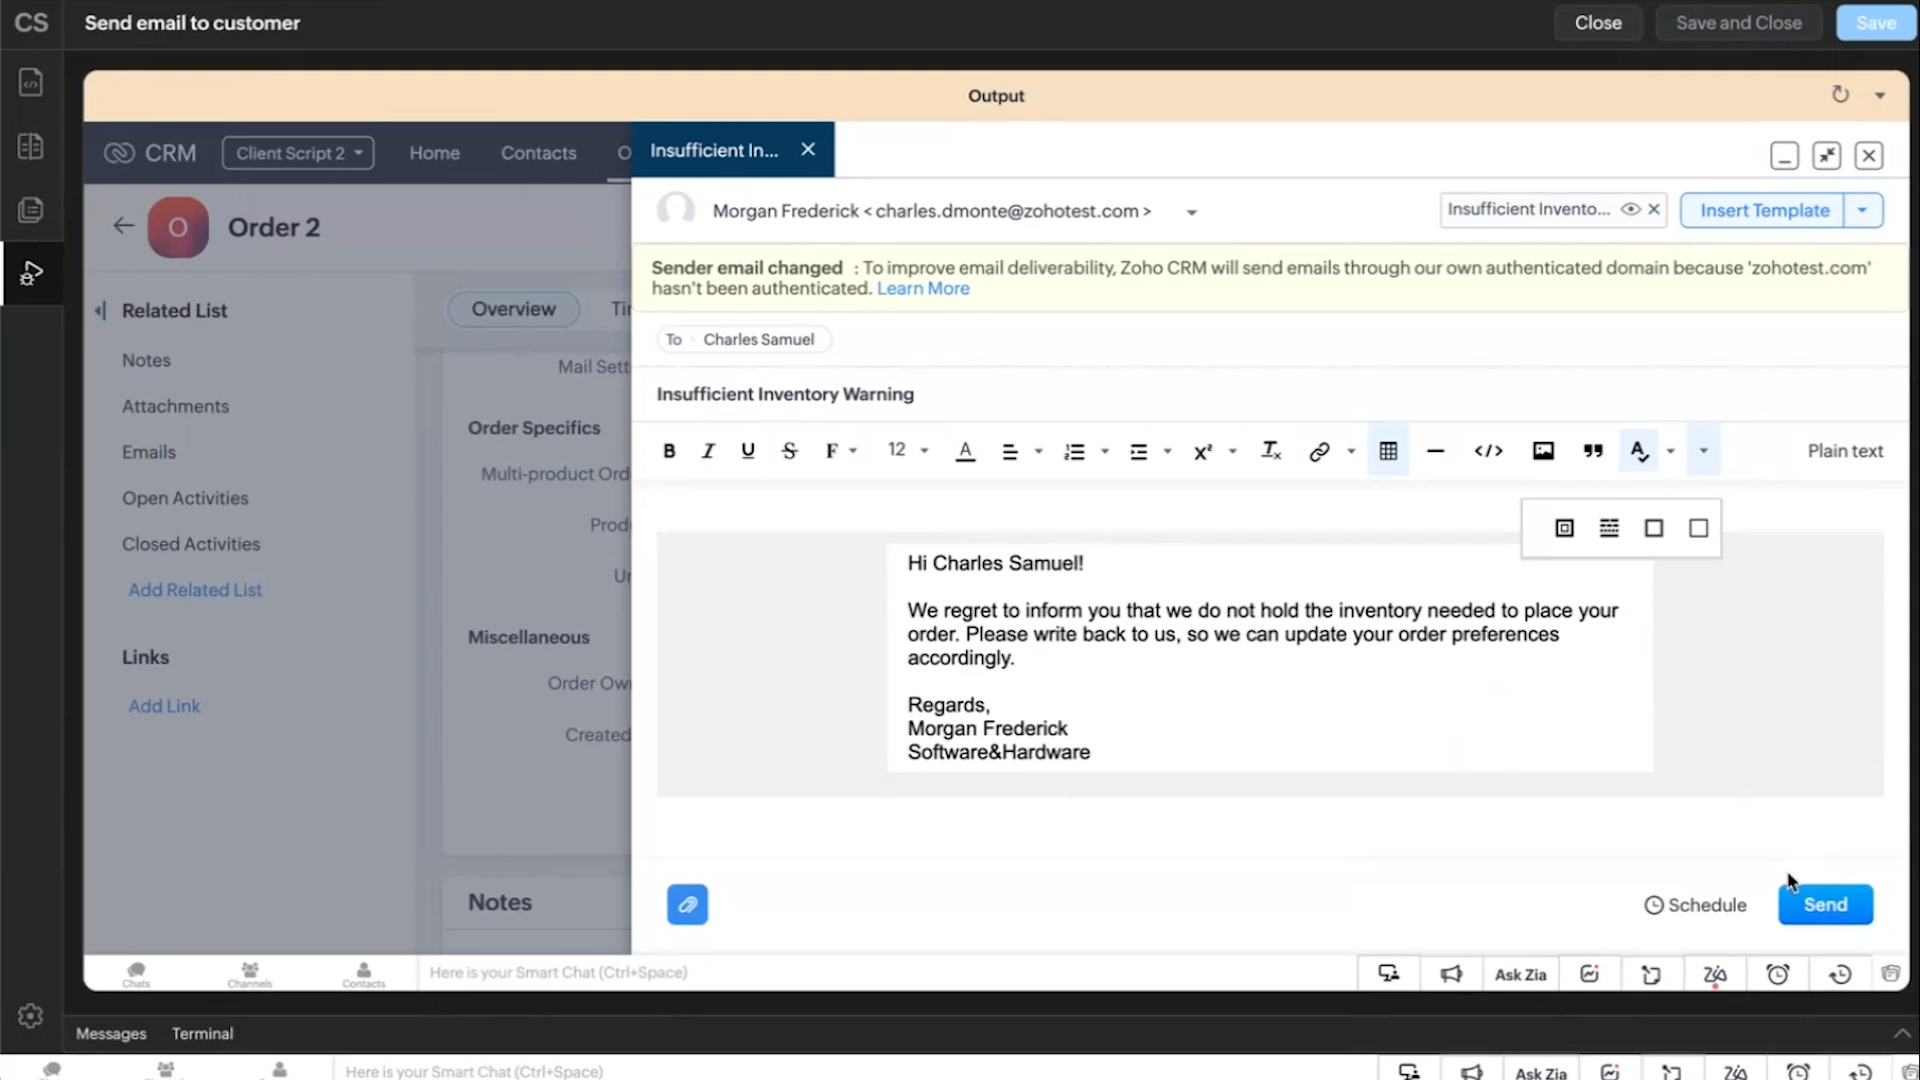 CS
Send email to customer
Close
Save and Close
Save
Output
CRM
Client Script 2
Home
Contacts
O
Insufficient In...
Order 2
O
Morgan Frederick < charles.dmonte@zohotest.com >
Insufficient Invento...
Insert Template
Sender email changed : To improve email deliverability, Zoho CRM will send emails through our own authenticated domain because 'zohotest.com'
hasn't been authenticated. Learn More
Related List
Notes
Attachments
Emails
Open Activities
Closed Activities
Add Related List
Links
Add Link
Overview
Mail Sett
Order Specifics
Multi-product Ord
Produ
Miscellaneous
Order Own
Created
Notes
To Charles Samuel
Insufficient Inventory Warning
B I U S F 12 A
Plain text
Hi Charles Samuel!
We regret to inform you that we do not hold the inventory needed to place your
order. Please write back to us, so we can update your order preferences
accordingly.
Regards,
Morgan Frederick
Software&Hardware
Schedule
Send
Chats
Channels
Contacts
Here is your Smart Chat (Ctrl+Space)
Ask Zia
Messages
Terminal
Here is your Smart Chat (Ctrl+Space)
Ask Zia